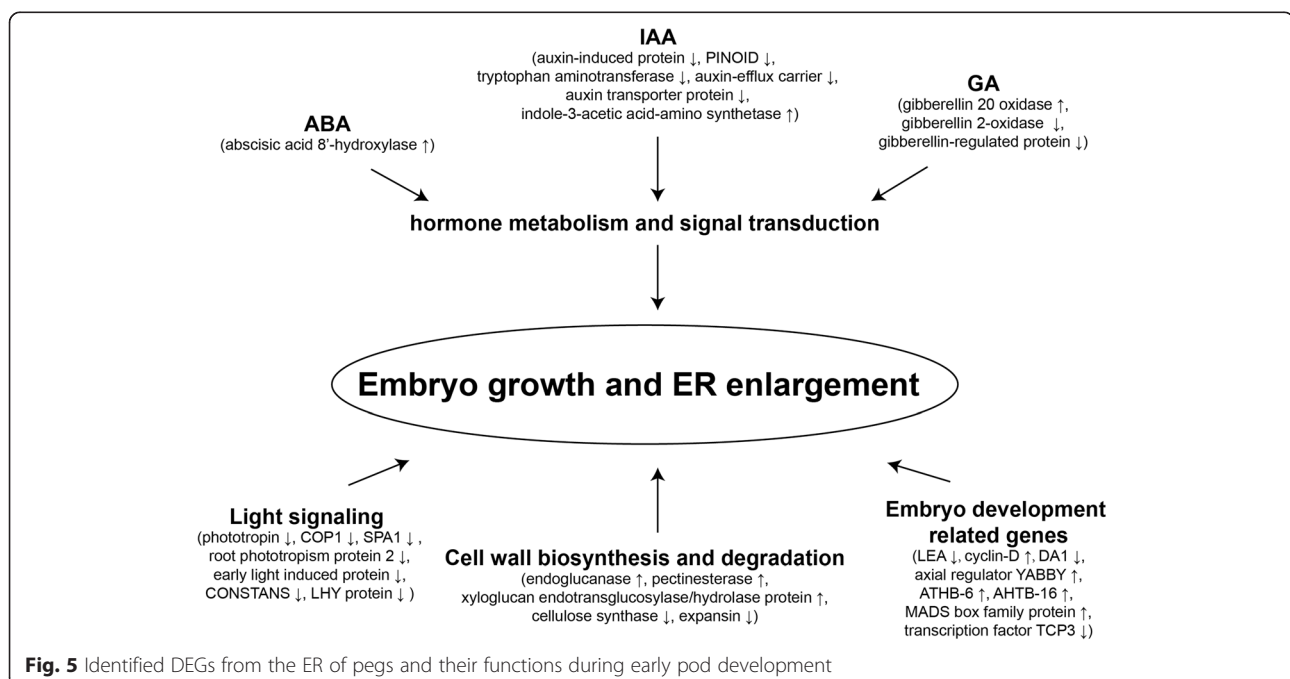 IAA
(auxin-induced protein ↓, PINOID ↓,
tryptophan aminotransferase ↓, auxin-efflux carrier ↓,
auxin transporter protein ↓,
indole-3-acetic acid-amino synthetase ↑)
GA
(gibberellin 20 oxidase ↑,
gibberellin 2-oxidase ↓,
gibberellin-regulated protein ↓)
ABA
(abscisic acid 8'-hydroxylase ↑)
hormone metabolism and signal transduction
Embryo growth and ER enlargement
Light signaling
(phototropin ↓, COP1 ↓, SPA1 ↓,
root phototropism protein 2 ↓,
early light induced protein ↓,
CONSTANS ↓, LHY protein ↓ )
Cell wall biosynthesis and degradation
(endoglucanase ↑, pectinesterase ↑,
xyloglucan endotransglucosylase/hydrolase protein ↑,
cellulose synthase ↓, expansin ↓)
Embryo development
related genes
(LEA ↓, cyclin-D ↑, DA1 ↓,
axial regulator YABBY ↑,
ATHB-6 ↑, AHTB-16 ↑,
MADS box family protein ↑,
transcription factor TCP3 ↓)
Fig. 5 Identified DEGs from the ER of pegs and their functions during early pod development